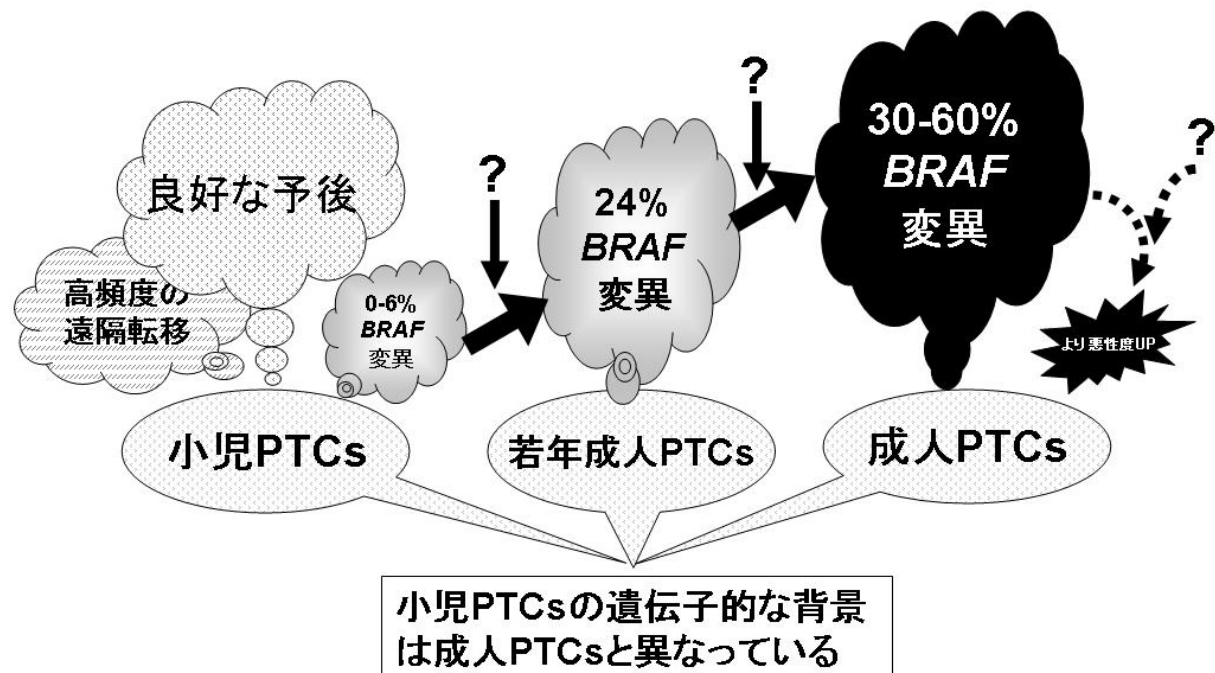 良好な予後
高頻度の
遠隔転移
0-6%
BRAF
変異
?
24%
BRAF
変異
?
30-60%
BRAF
変異
?
より悪性度UP
小児PTCs
若年成人PTCs
成人PTCs
小児PTCsの遺伝子的な背景
は成人PTCsと異なっている